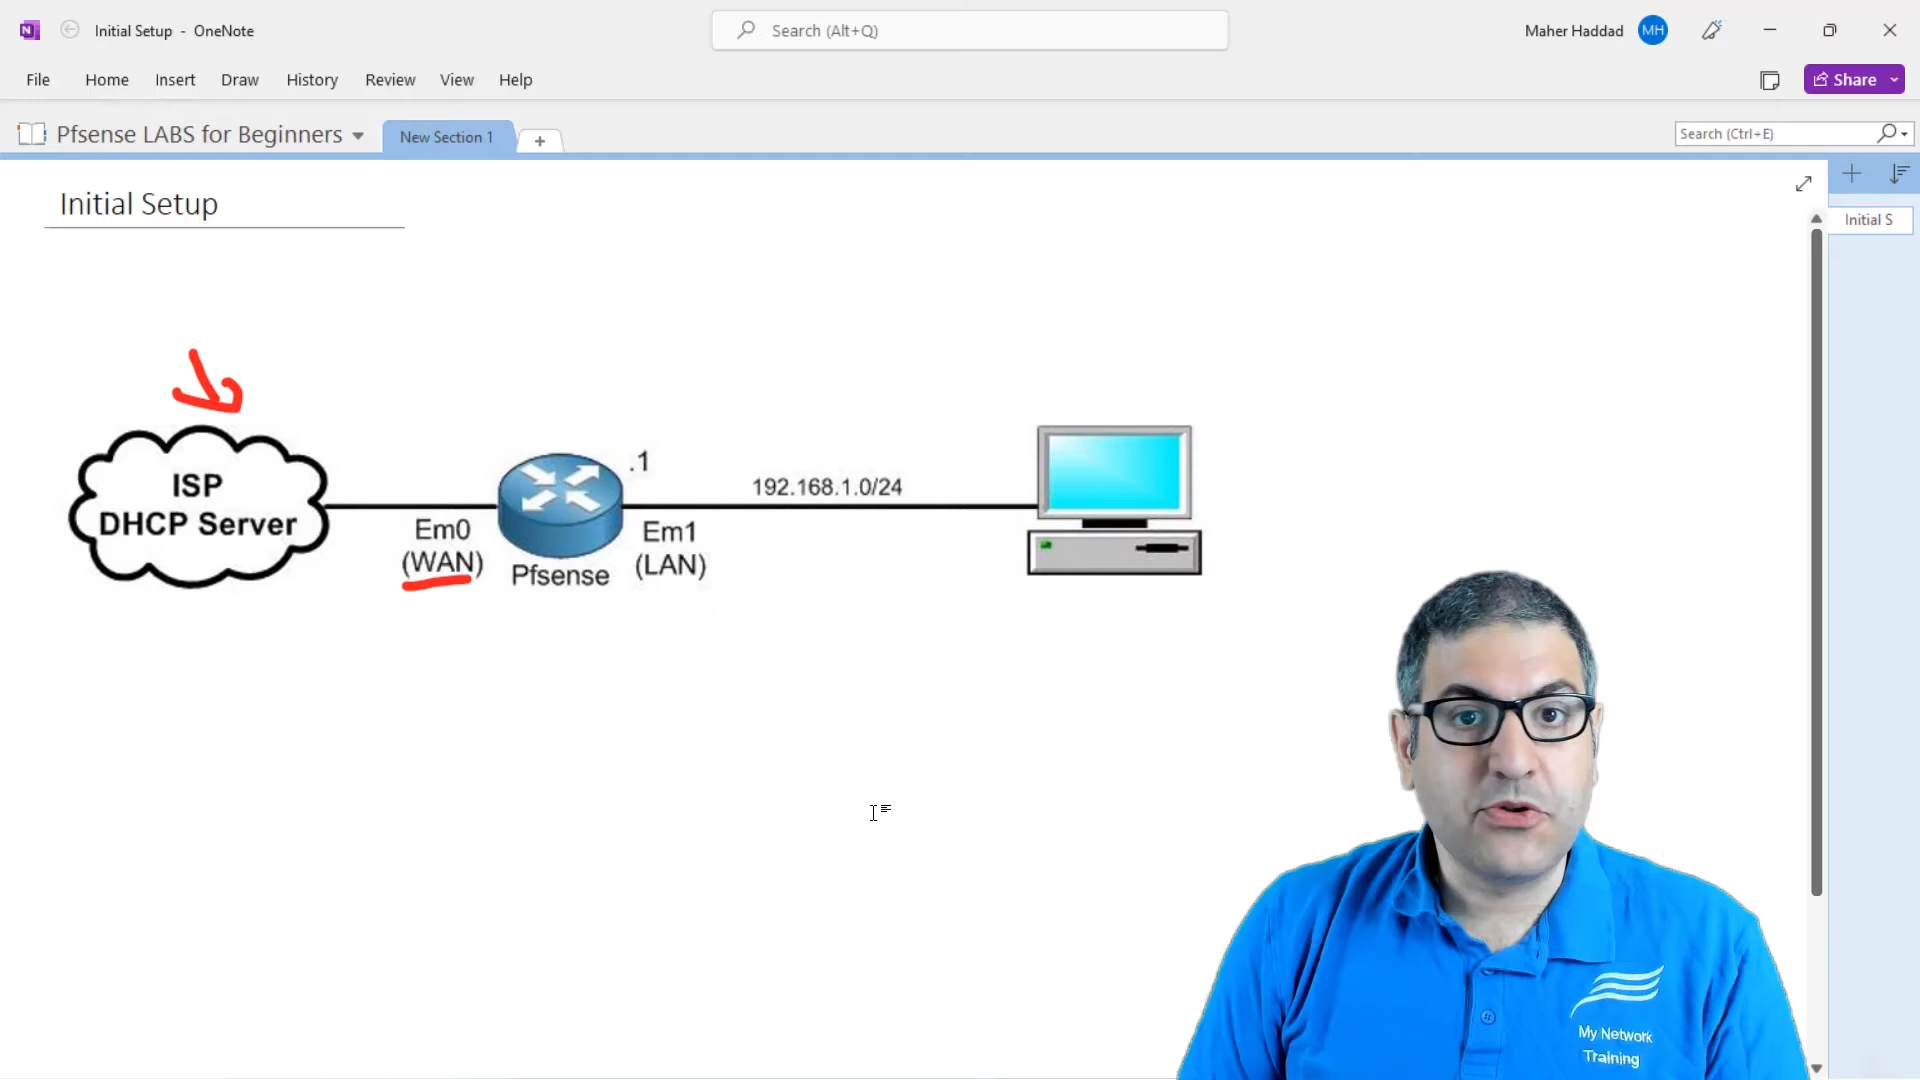 Initial Setup - OneNote
Search (Alt+Q)
Maher Haddad
MH
File Home Insert Draw History Review View Help
Share
Pfsense LABS for Beginners
New Section 1
Search (Ctrl+E)
Initial Setup
Initial S
.1
ISP
DHCP Server
192.168.1.0/24
Em0
(WAN)
Em1
(LAN)
Pfsense
My Network
Training